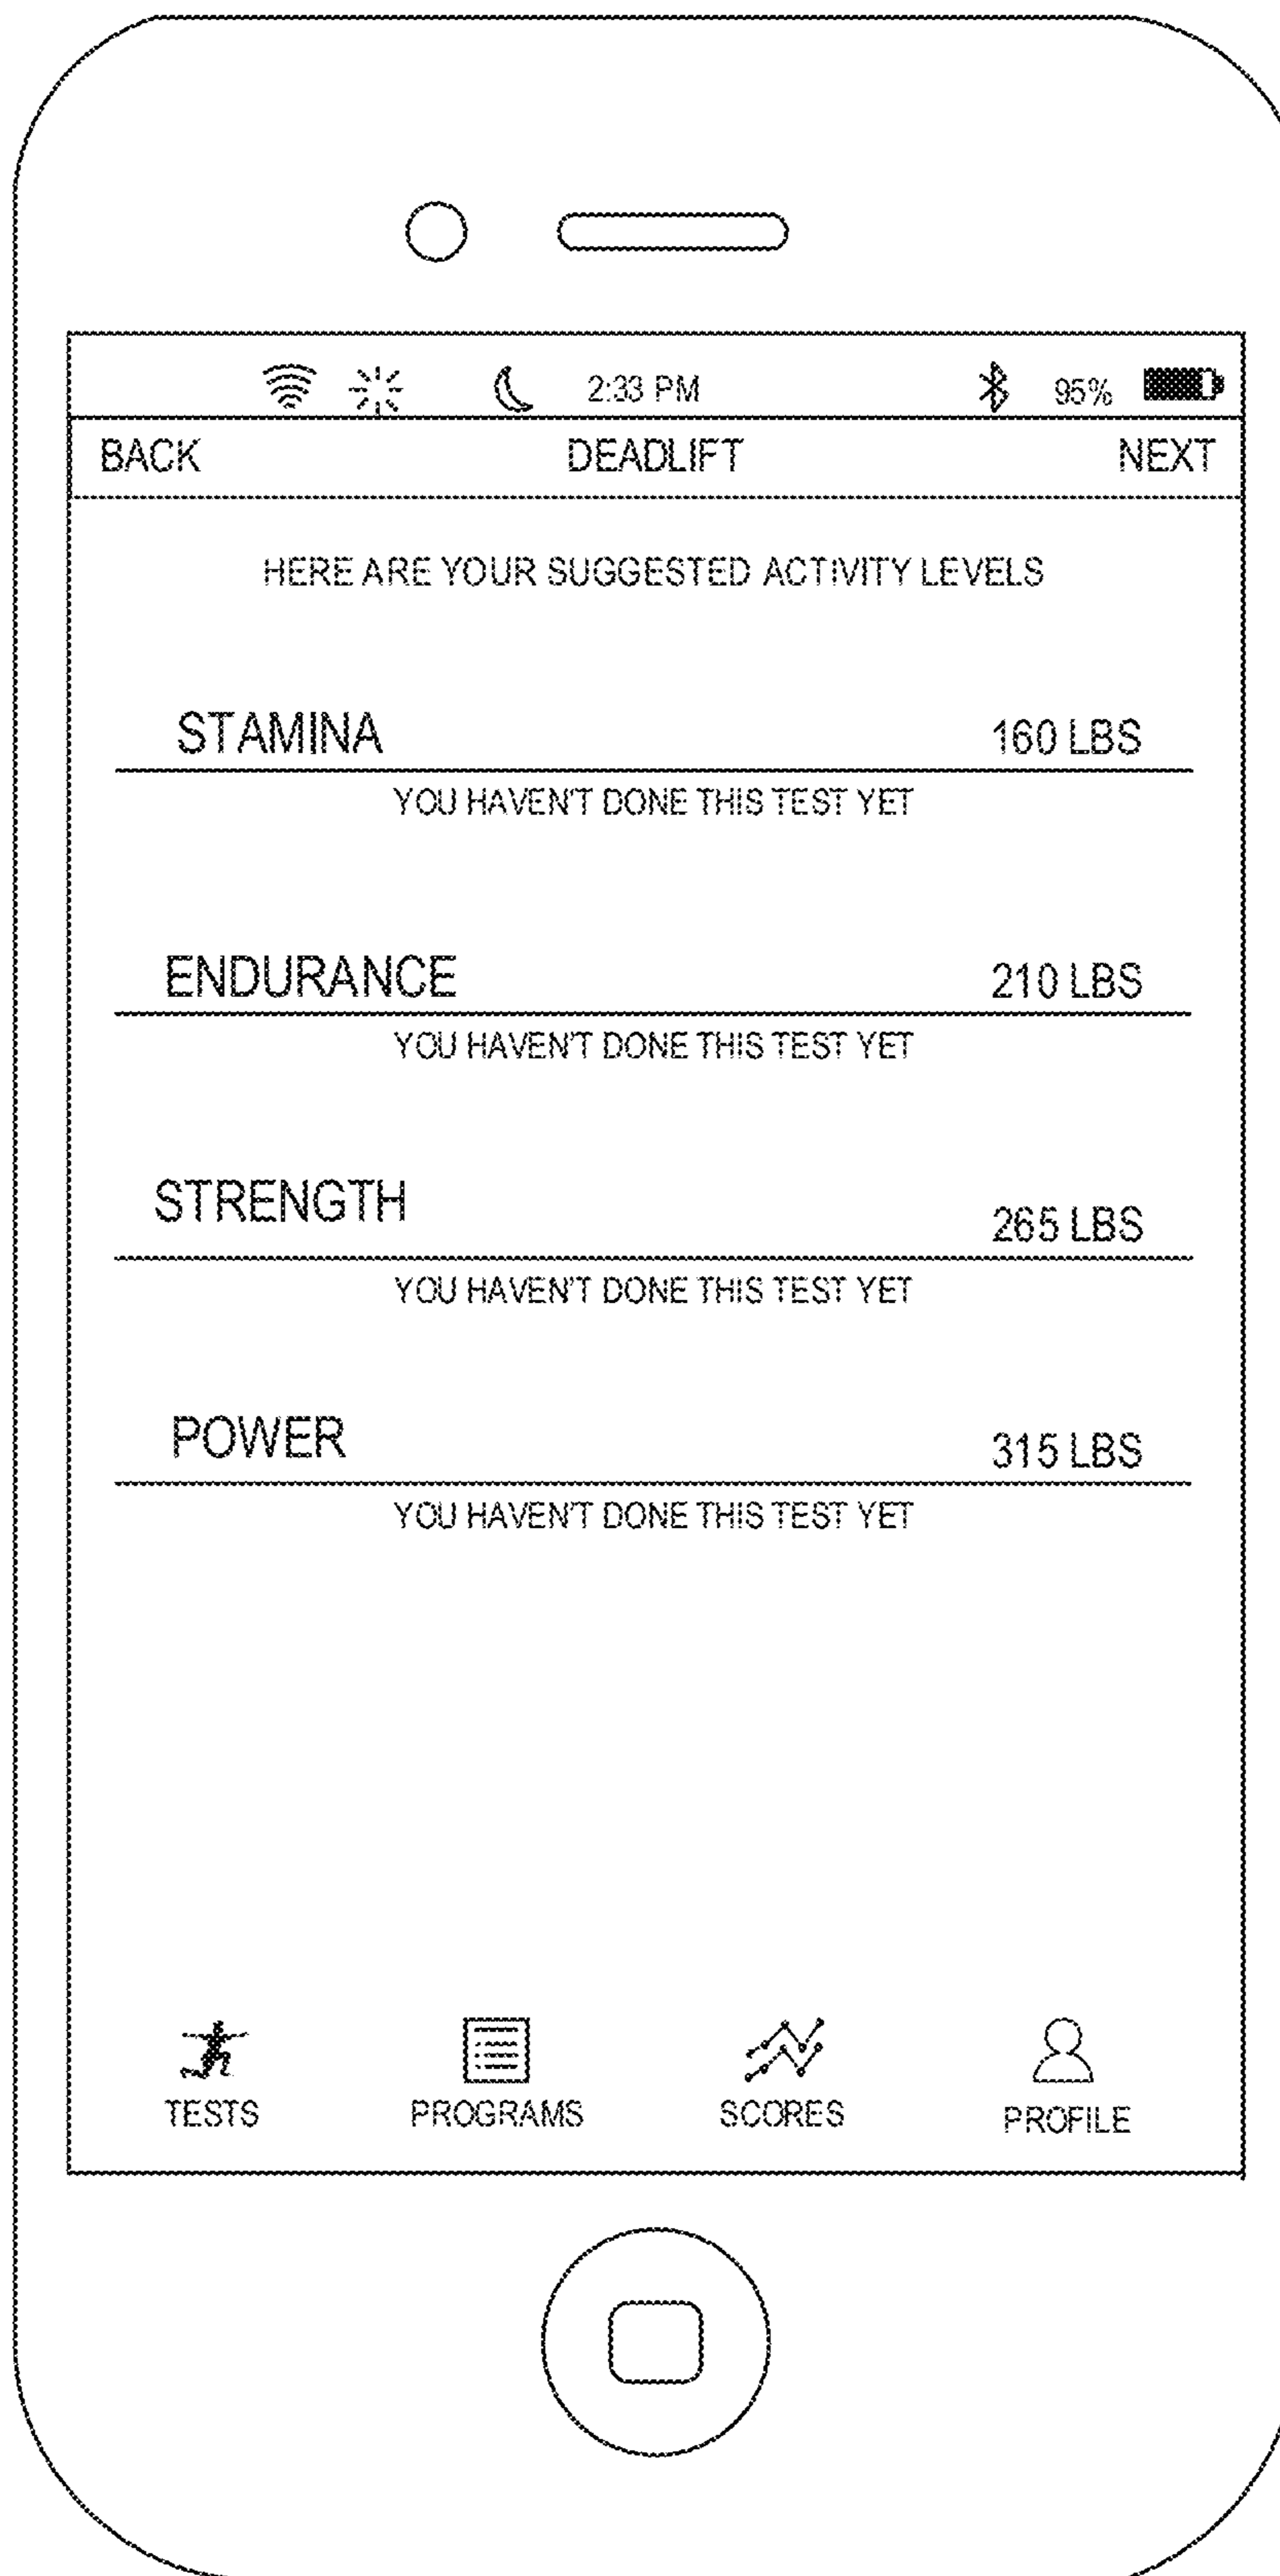 2:33 PM 95%
BACK DEADLIFT NEXT
HERE ARE YOUR SUGGESTED ACTIVITY LEVELS
STAMINA 160 LBS
YOU HAVEN'T DONE THIS TEST YET
ENDURANCE 210 LBS
YOU HAVEN'T DONE THIS TEST YET
STRENGTH 265 LBS
YOU HAVEN'T DONE THIS TEST YET
POWER 315 LBS
YOU HAVEN'T DONE THIS TEST YET
TESTS PROGRAMS SCORES PROFILE